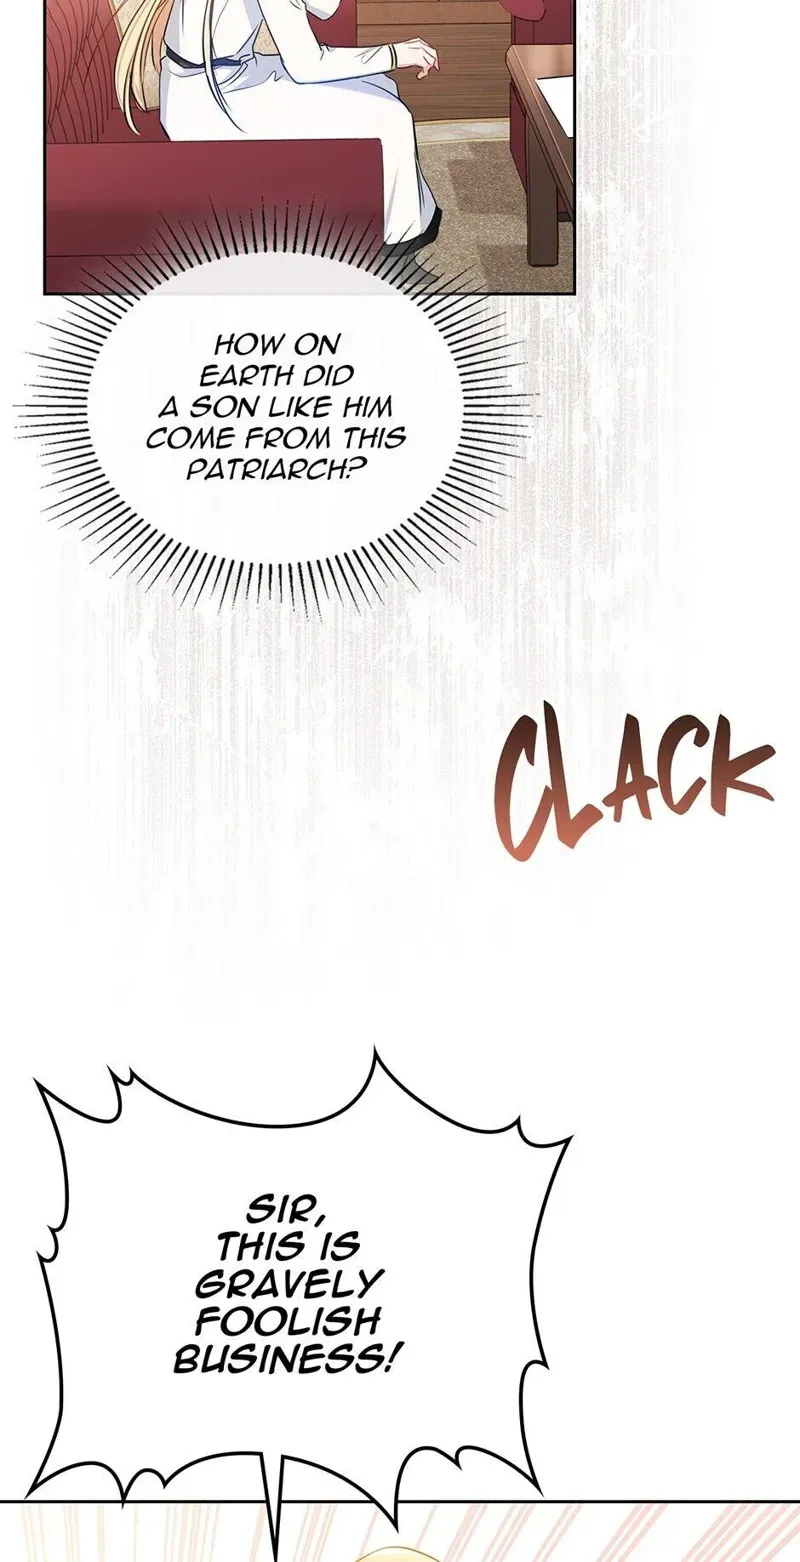 HOW ON
EARTH DID
A SON LIKE HIM
COME FROM THIS
PATRIARCH?
CLACK
SIR,
THIS IS
GRAVELY
FOOLISH
BUSINESS!